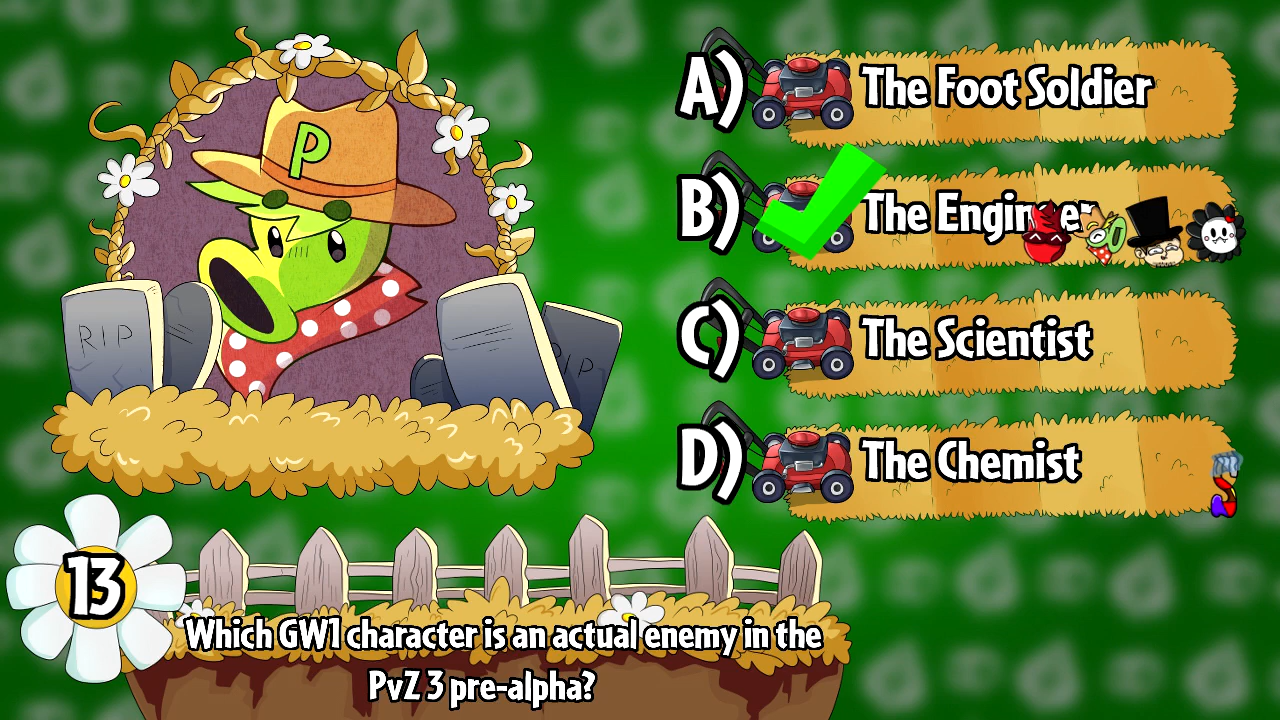 P
RIP
RIP
A) The Foot Soldier
B) The Engineer
C) The Scientist
D) The Chemist
13
Which GW1 character is an actual enemy in the
PvZ 3 pre-alpha?